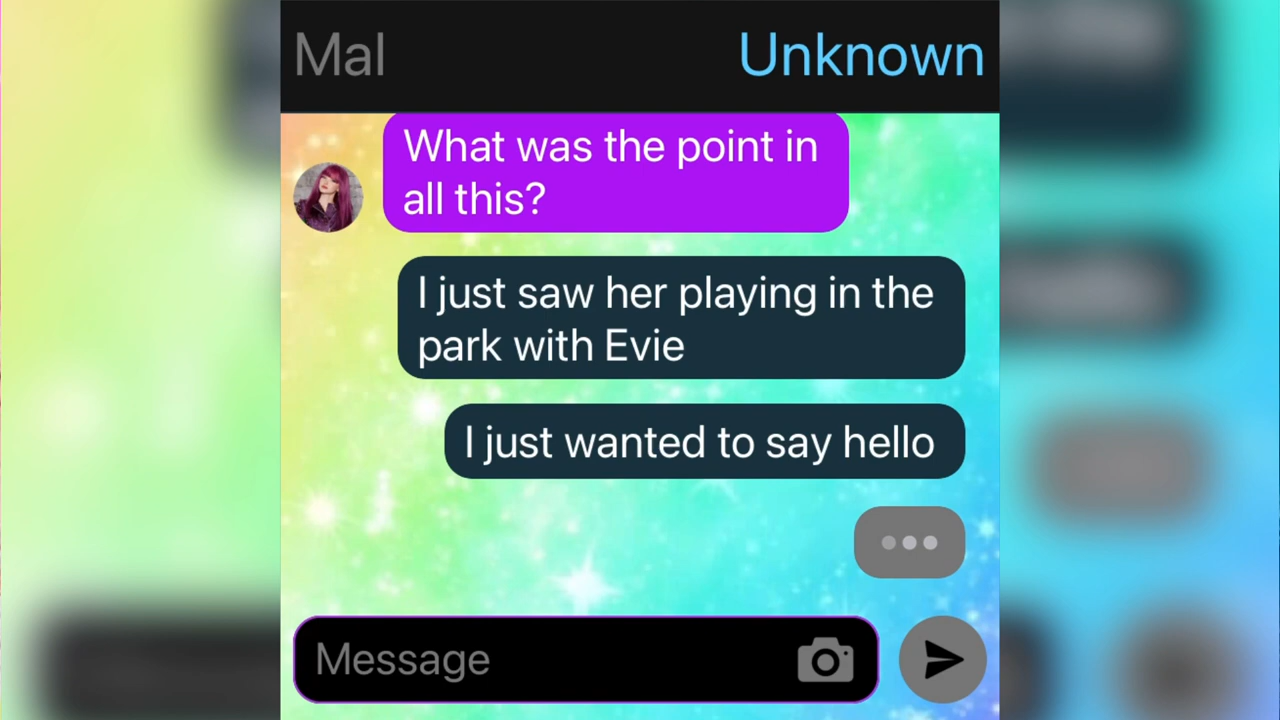 Mal
Unknown
What was the point in
all this?
I just saw her playing in the
park with Evie
I just wanted to say hello
Message